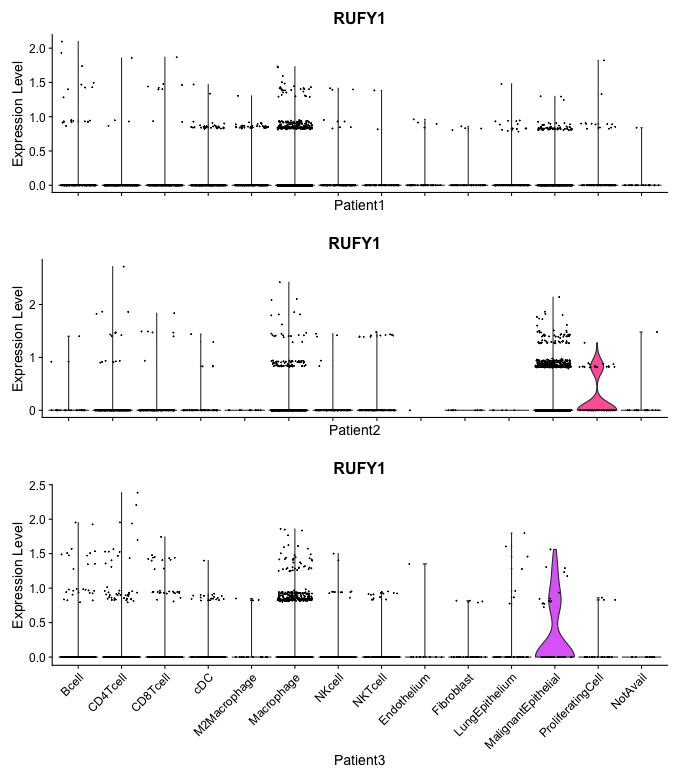 RUFY1
Expression Level
2.0
1.5
1.0
0.5
0.0
Patient1
RUFY1
Expression Level
2
1
0
Patient2
RUFY1
Expression Level
2.5
2.0
1.5
1.0
0.5
0.0
Bcell
CD4Tcell
CD8Tcell
cDC
M2Macrophage
Macrophage
NKcell
NKTcell
Endothelium
Fibroblast
LungEpithelium
MalignantEpithelial
ProliferatingCell
NotAvail
Patient3